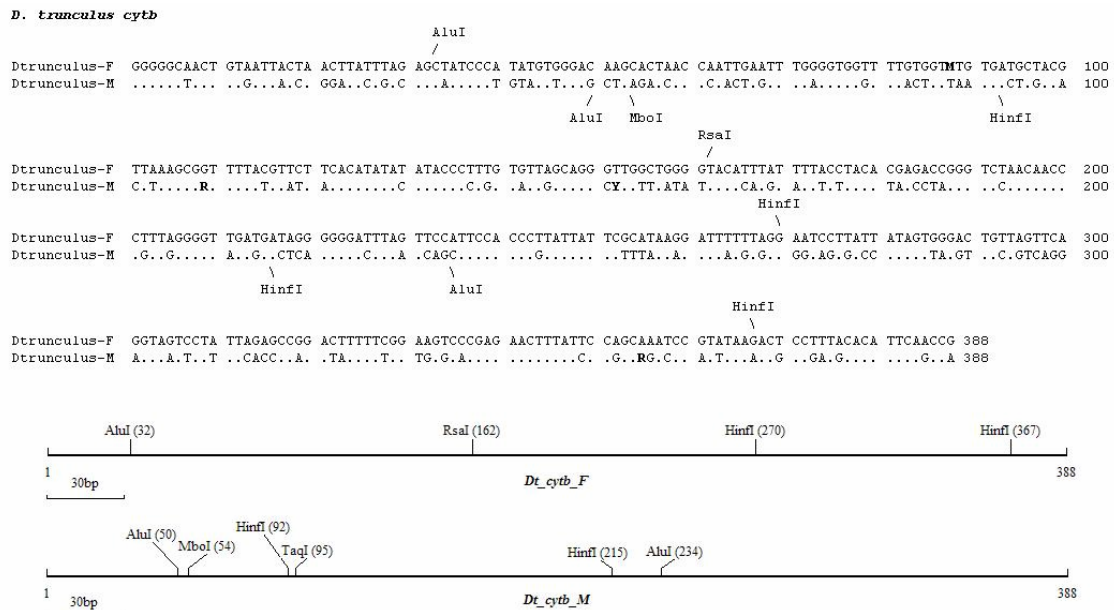 D. trunculus cytb
AluI
Dtrunculus-F GGGGGCAACT GTAATTACTA ACTTATTTAG AGCTATCCCA TATGTGGGAC AAGCACTAAC CAATTGAATT TGGGGTGGTT TTGTGGTMTG TGATGCTACG 100
Dtrunculus-M ......T... ...G...A.C. GGA..C.G.C ...A.....T GTA..T...G CT.AGA.C.. .C.ACT.G.. ...A.....G. .ACT..TAA ...CT.G..A 100
AluI MboI HinfI
RsaI
Dtrunculus-F TTAAAGCGGT TTTACGTTCT TCACATATAT ATACCCTTTG TGTTAGCAGG GTTGGCTGGG GTACATTTAT TTTACCTACA CGAGACCGGG TCTAACAACC 200
Dtrunculus-M C.T.....R. ....T..AT. A........C ......C.G. .A..G..... CY..TT.ATA T....CA.G. A..T.T.... TA.CCTA... ..C....... 200
HinfI
Dtrunculus-F CTTTAGGGGT TGATGATAGG GGGGATTTAG TTCCATTCCA CCCTTATTAT TCGCATAAGG ATTTTTTAGG AATCCTTATT ATAGTGGGAC TGTTAGTTCA 300
Dtrunculus-M .G..G..... A..G..CTCA ....C...A .CAGC..... ...G...... ..TTTA..A. ...A.G.G.. GG.AG.G.CC .....TA.GT ..C.GTCAGG 300
HinfI AluI
HinfI
Dtrunculus-F GGTAGTCCTA TTAGAGCCGG ACTTTTTCGG AAGTCCCGAG AACTTTATTC CAGCAAATCC GTATAAGACT CCTTTACACA TTCAACCG 388
Dtrunculus-M A...A.T..T ..CACC..A. .TA....T.. TG.G.A.... .......C.. G..RG.C... A.T...A..G ..GA.G.... .....G..A 388
AluI (32) RsaI (162) HinfI (270) HinfI (367)
1 388
30bp Dt_cytb_F
AluI (50) MboI (54) HinfI (92) TaqI (95) HinfI (215) AluI (234)
1 388
30bp Dt_cytb_M